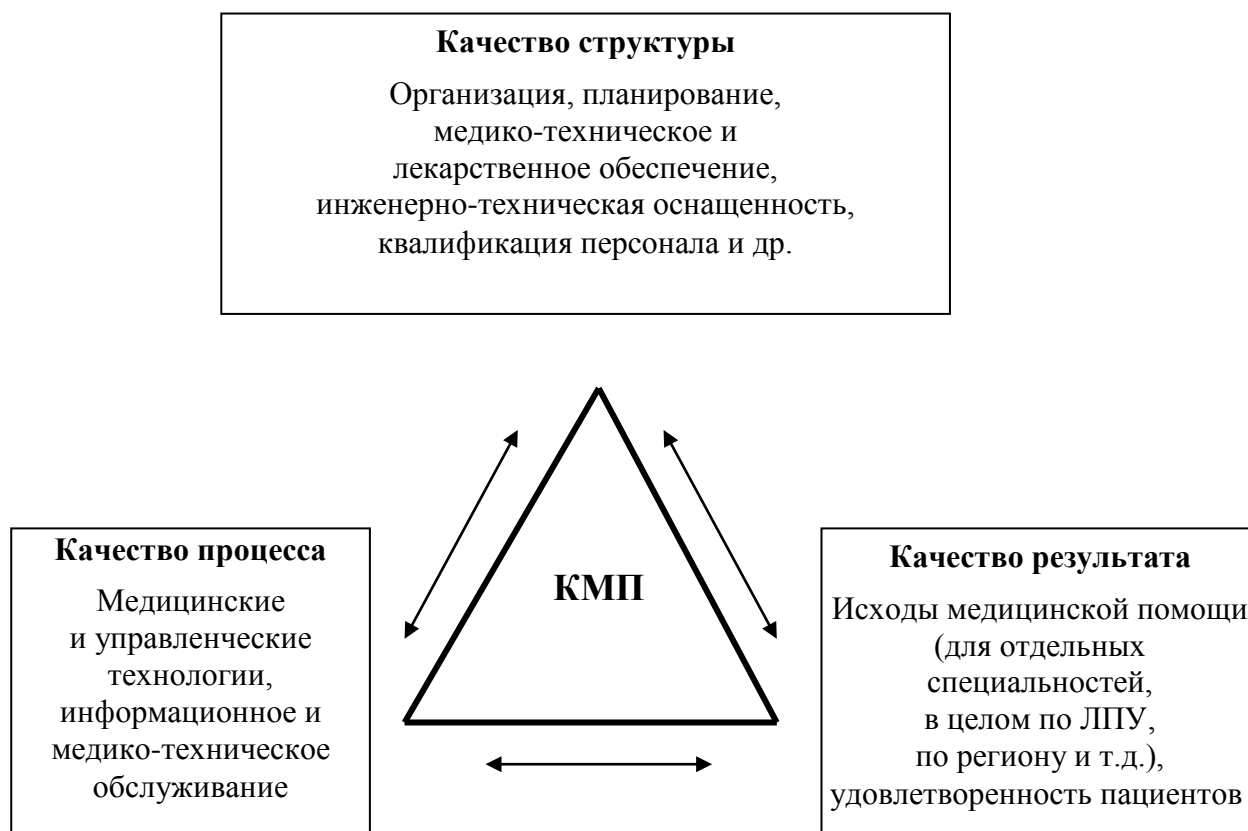 Качество структуры
Организация, планирование,
медико-техническое и
лекарственное обеспечение,
инженерно-техническая оснащенность,
квалификация персонала и др.
КМП
Качество процесса
Медицинские
и управленческие
технологии,
информационное и
медико-техническое
обслуживание
Качество результата
Исходы медицинской помощи
(для отдельных
специальностей,
в целом по ЛПУ,
по региону и т.д.),
удовлетворенность пациентов